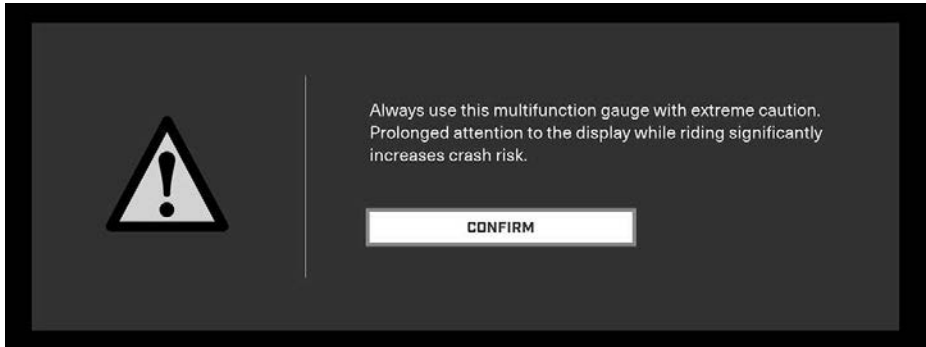 Always use this multifunction gauge with extreme caution.
Prolonged attention to the display while riding significantly
increases crash risk.
CONFIRM